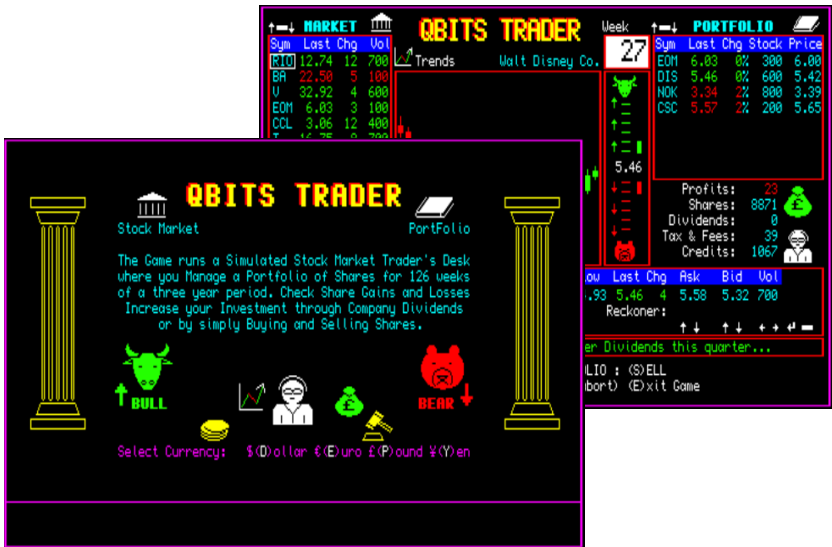 MARKET
QBITS TRADER
Week
27
PORTFOLIO
Sym Last Chg Vol
RIO 12.74 12 700
BA 22.50 5 100
V 32.92 4 600
EOM 6.03 3 100
CCL 3.06 12 400
Trends Walt Disney Co.
5.46
Sym Last Chg Stock Price
EOM 6.03 0% 300 6.00
DIS 5.46 0% 600 5.42
NOK 3.34 2% 800 3.39
CSC 5.57 2% 200 5.65
Profits: 23
Shares: 8871
Dividends: 0
Tax & Fees: 39
Credits: 1067
Last Chg Ask Bid Vol
.93 5.46 4 5.58 5.32 700
Reckoner:
Dividends this quarter...
LIO : (S)ELL
(E)xit Game
QBITS TRADER
Stock Market
PortFolio
The Game runs a Simulated Stock Market Trader's Desk
where you Manage a Portfolio of Shares for 126 weeks
of a three year period. Check Share Gains and Losses
Increase your Investment through Company Dividends
or by simply Buying and Selling Shares.
BULL
BEAR
Select Currency: $(D)ollar €(E)uro £(P)ound ¥(Y)en